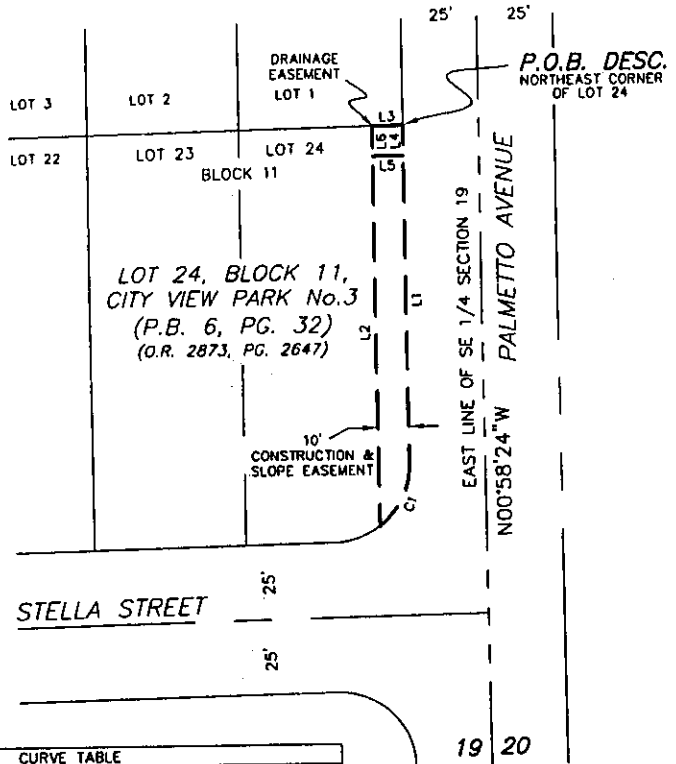 25' 25'
DRAINAGE
EASEMENT
P.O.B. DESC.
NORTHEAST CORNER
OF LOT 24
LOT 3
LOT 2
LOT 1
L3
L6
L4
L5
LOT 22
LOT 23
LOT 24
BLOCK 11
LOT 24, BLOCK 11,
CITY VIEW PARK No.3
(P.B. 6, PG. 32)
(O.R. 2873, PG. 2647)
L2
L1
EAST LINE OF SE 1/4 SECTION 19
N00°58'24"W PALMETTO AVENUE
10'
CONSTRUCTION &
SLOPE EASEMENT
C1
STELLA STREET
25'
25'
19 20
CURVE TABLE